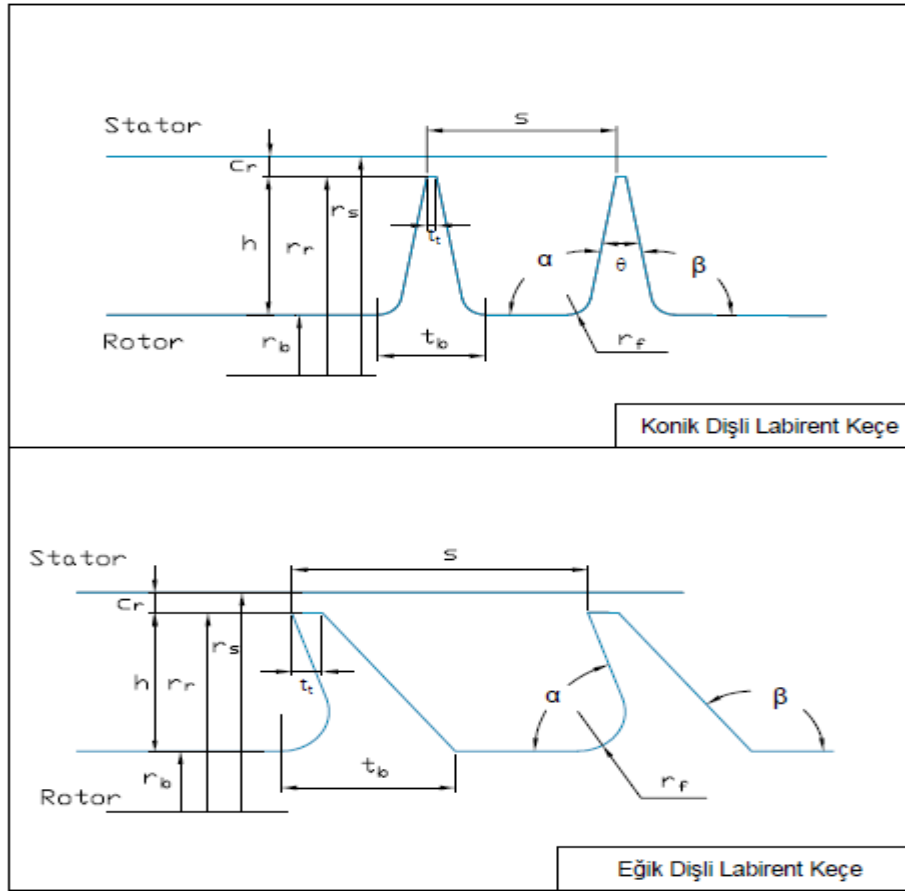 Stator
s
cr
rs
tt
h
rr
α
θ
β
Rotor
rb
tb
rf
Konik Dişli Labirent Keçe
Stator
s
cr
rs
h
rr
tt
α
β
rb
tb
rf
Rotor
Eğik Dişli Labirent Keçe